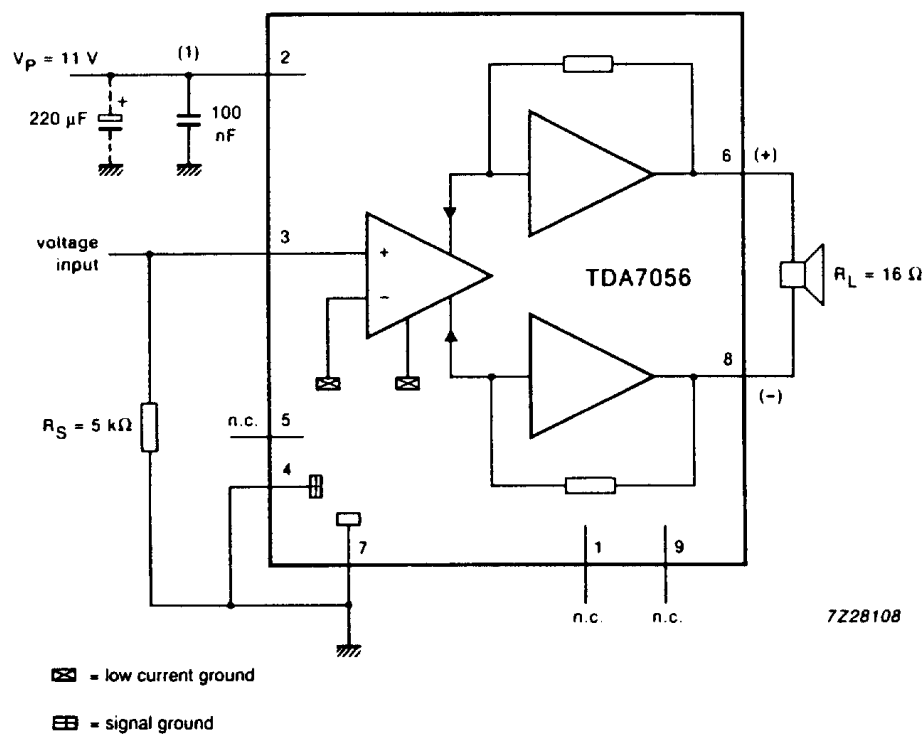 V_P = 11 V
(1)
2
220 µF
+
100
nF
6
(+)
voltage
input
3
+
−
TDA7056
R_L = 16 Ω
8
(−)
R_S = 5 kΩ
n.c.
5
4
7
1
9
n.c.
n.c.
7Z28108
= low current ground
= signal ground